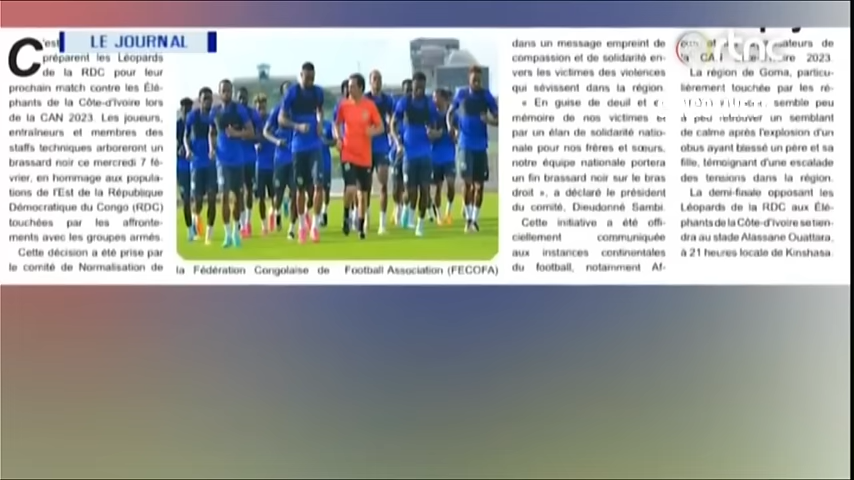 LE JOURNAL
rtnc
C'est
préparent les Léopards
de la RDC pour leur
prochain match contre les Élé-
phants de la Côte-d'Ivoire lors
de la CAN 2023. Les joueurs,
entraîneurs et membres des
staffs techniques arboreront un
brassard noir ce mercredi 7 fé-
vrier, en hommage aux popula-
tions de l'Est de la République
Démocratique du Congo (RDC)
touchées par les affronte-
ments avec les groupes armés.
Cette décision a été prise par
le comité de Normalisation de
la Fédération Congolaise de Football Association (FECOFA)
dans un message empreint de
compassion et de solidarité en-
vers les victimes des violences
qui sévissent dans la région.
« En guise de deuil et en
mémoire de nos victimes et
par un élan de solidarité natio-
nale pour nos frères et sœurs,
notre équipe nationale portera
un fin brassard noir sur le bras
droit », a déclaré le président
du comité, Dieudonné Sambi.
Cette initiative a été offi-
ciellement communiquée
aux instances continentales
du football, notamment Af-
de
la CAN 2023.
La région de Goma, particu-
lièrement touchée par les
semble peu
à peu retrouver un semblant
de calme après l'explosion d'un
obus ayant blessé un père et sa
fille, témoignant d'une escalade
des tensions dans la région.
La demi-finale opposant les
Léopards de la RDC aux Élé-
phants de la Côte-d'Ivoire se tien-
dra au stade Alassane Ouattara,
à 21 heures locale de Kinshasa.